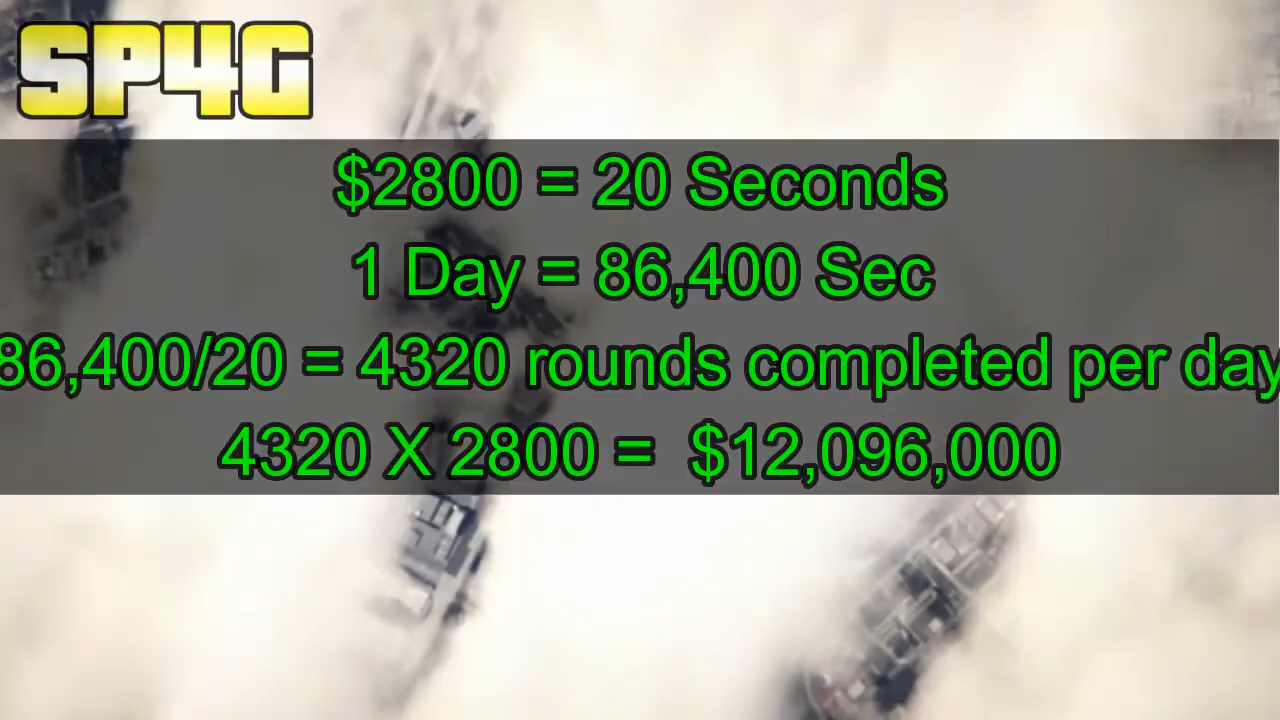 SP4G
$2800 = 20 Seconds
1 Day = 86,400 Sec
86,400/20 = 4320 rounds completed per day
4320 X 2800 =  $12,096,000